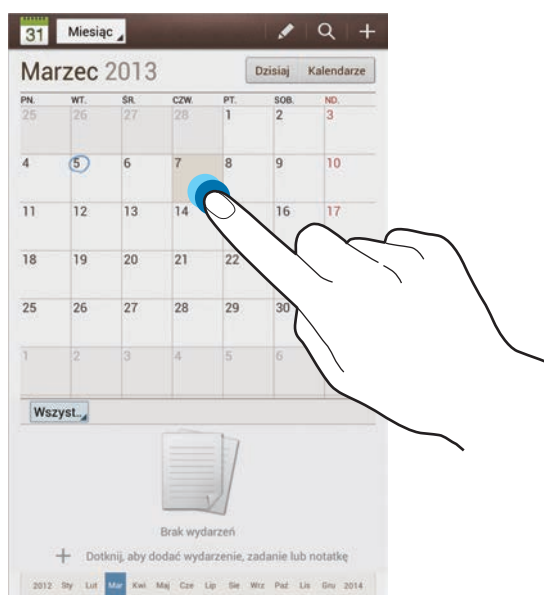 31 Miesiąc
Marzec 2013 Dzisiaj Kalendarze
PN. WT. ŚR. CZW. PT. SOB. ND.
25 26 27 28 1 2 3
4 5 6 7 8 9 10
11 12 13 14 16 17
18 19 20 21 22
25 26 27 28 29 30
1 2 3 4 5 6
Wszyst..
Brak wydarzeń
Dotknij, aby dodać wydarzenie, zadanie lub notatkę
2012 Sty Lut Mar Kwi Maj Cze Lip Sie Wrz Paź Lis Gru 2014